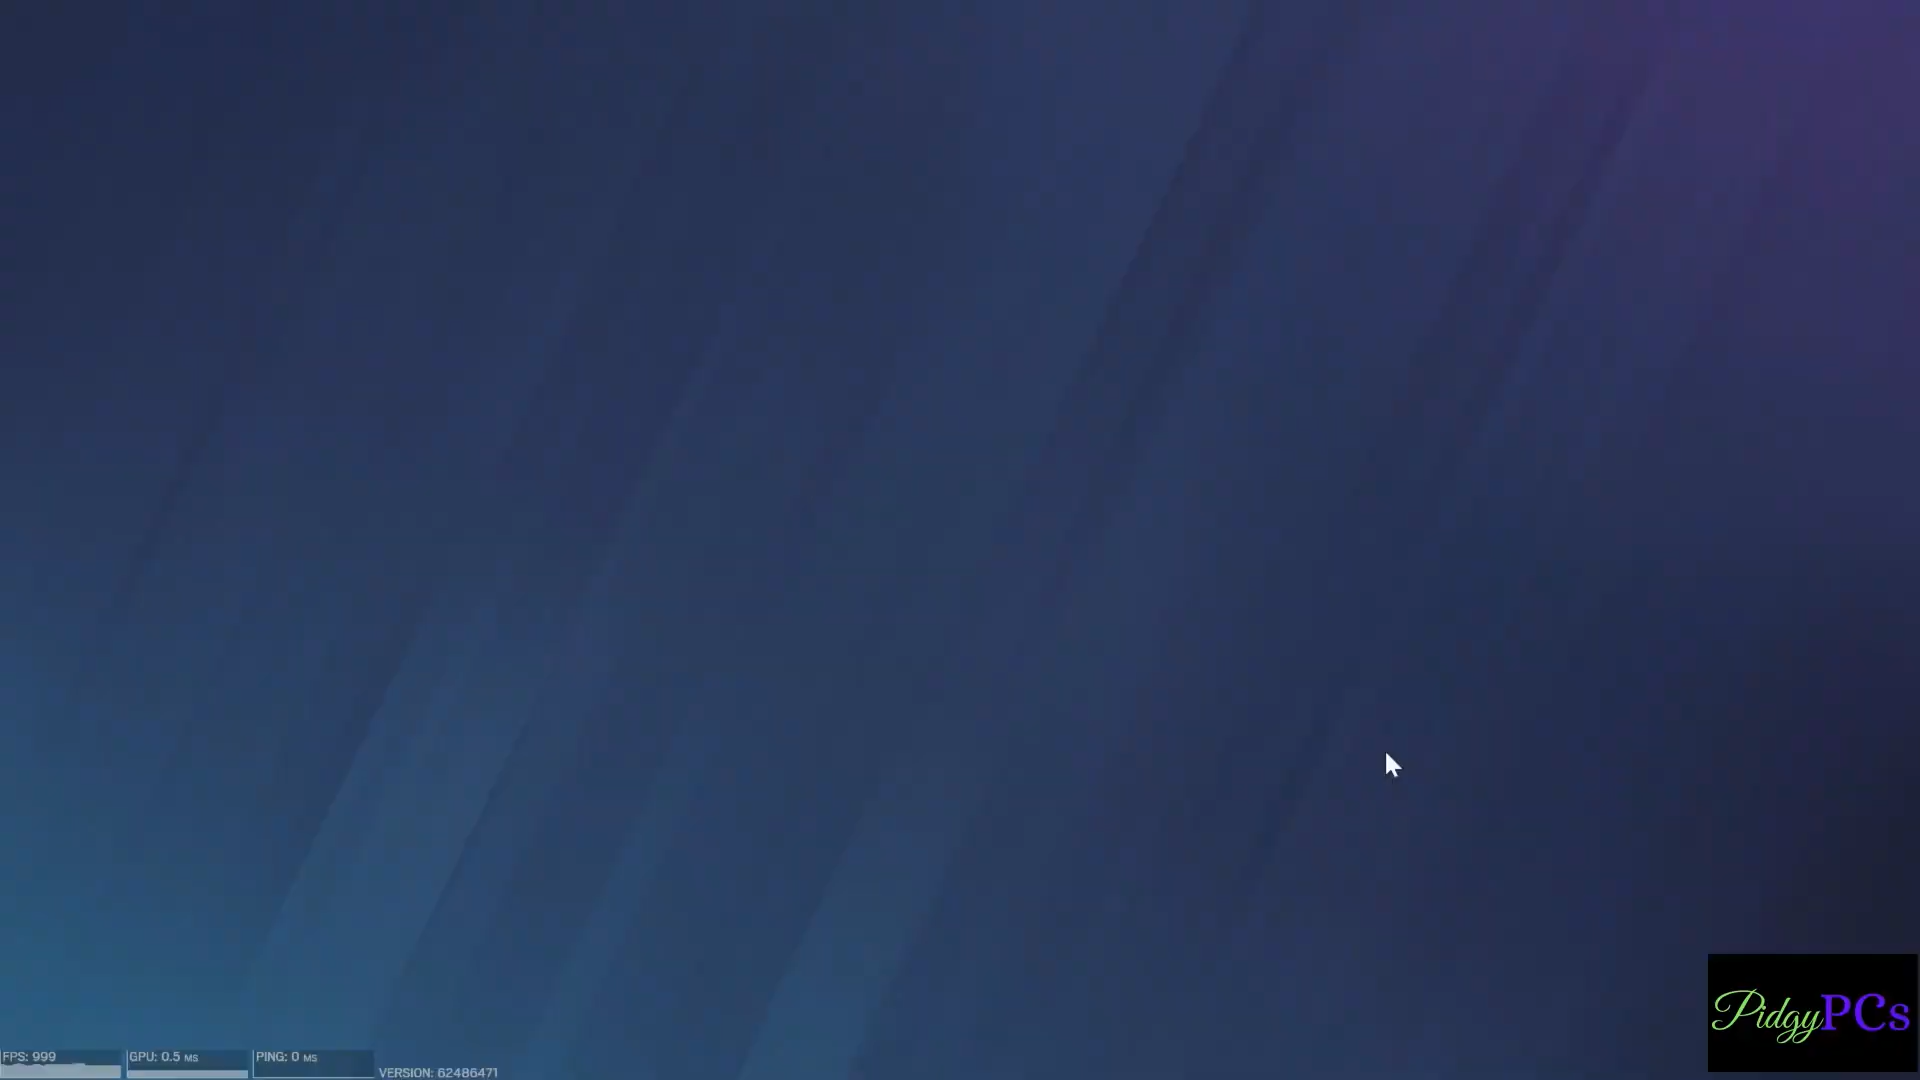 PidgyPCs
FPS: 999
GPU: 0.5 MS
PING: 0 MS
VERSION: 62486471